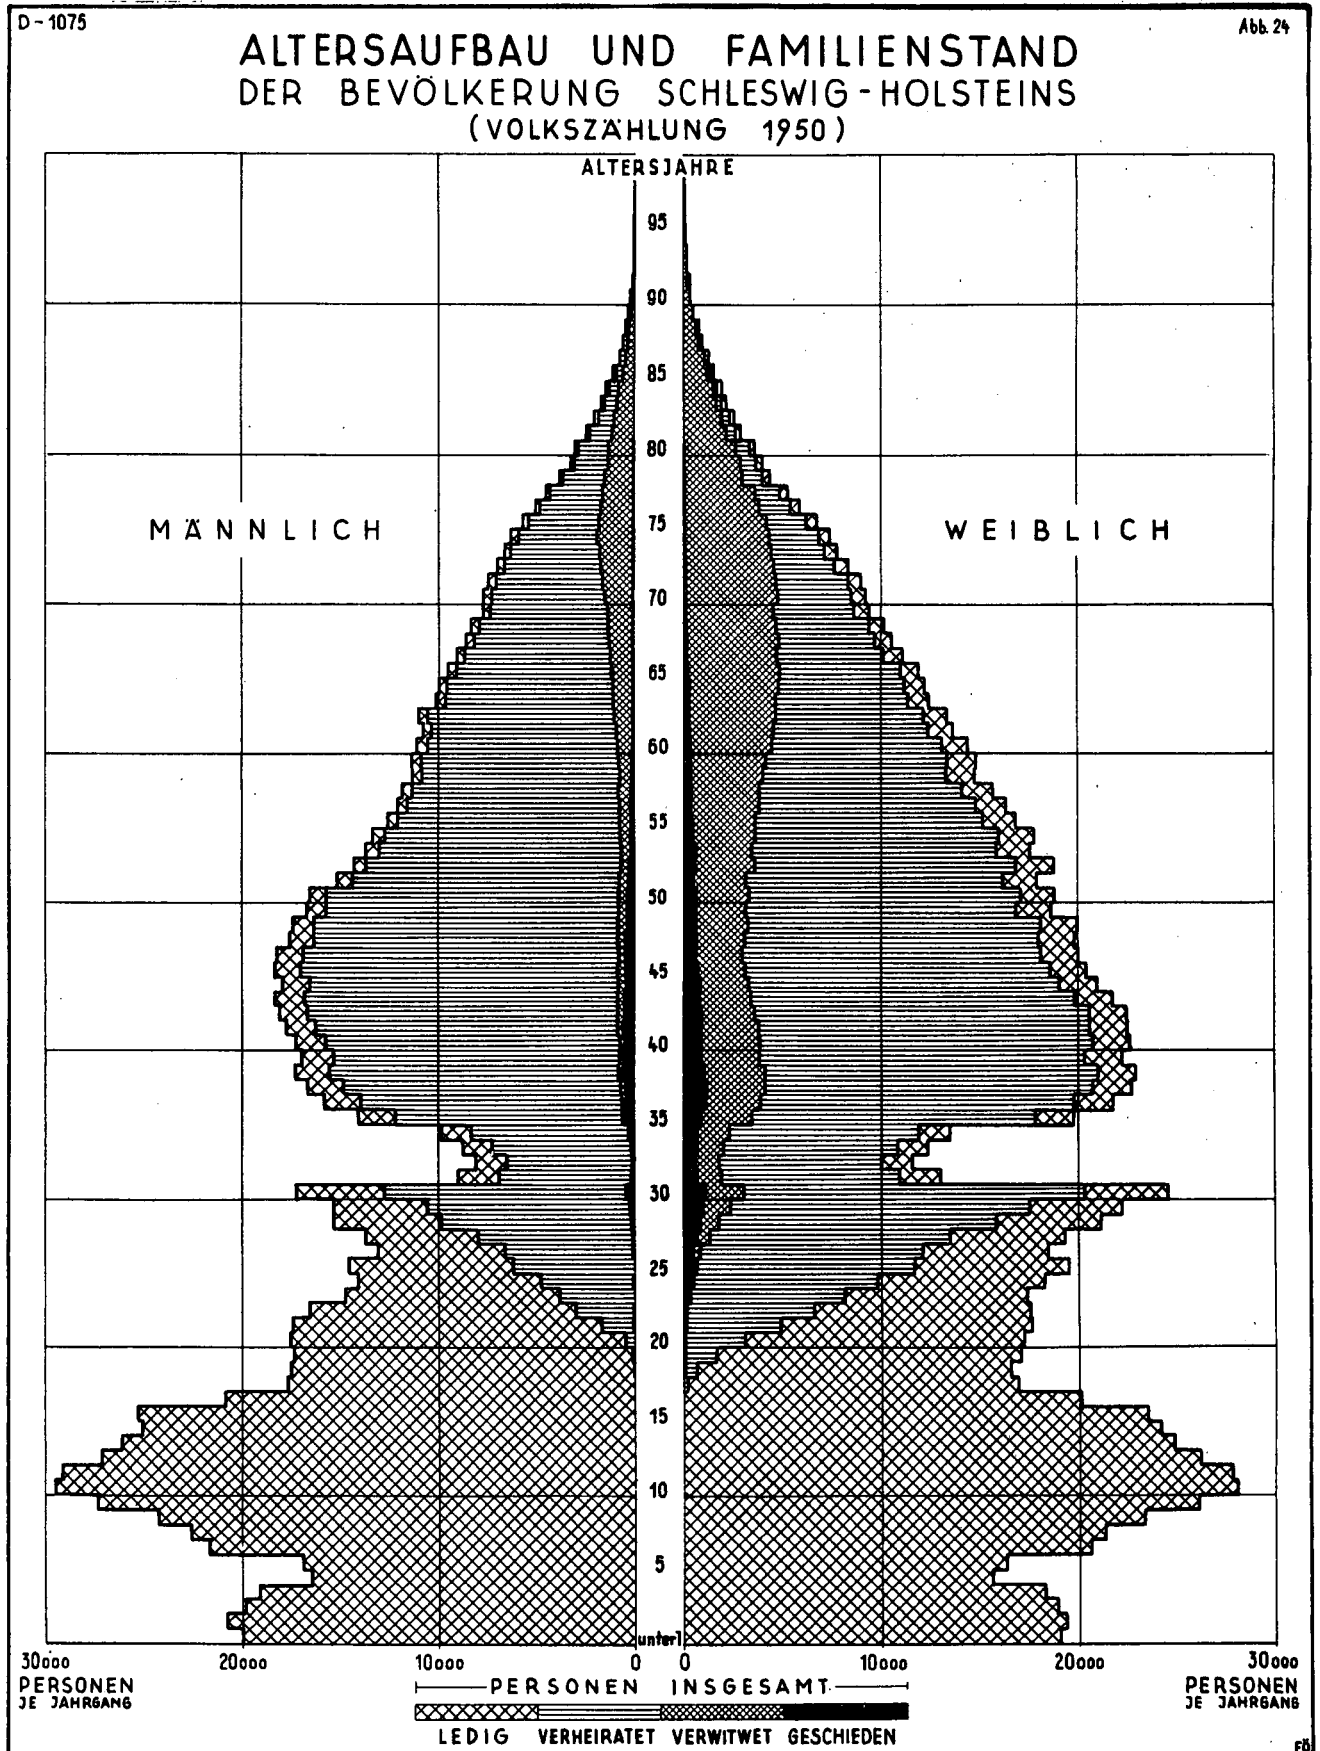 D-1075
Abb. 24
ALTERSAUFBAU UND FAMILIENSTAND
DER BEVÖLKERUNG SCHLESWIG-HOLSTEINS
(VOLKSZÄHLUNG 1950)
ALTERSJAHRE
95
90
85
80
MÄNNLICH 75 WEIBLICH
70
65
60
55
50
45
40
35
30
25
20
15
10
5
unter 1
30000 20000 10000 0 0 10000 20000 30000
PERSONEN PERSONEN INSGESAMT PERSONEN
JE JAHRGANG JE JAHRGANG
LEDIG VERHEIRATET VERWITWET GESCHIEDEN
FÖ